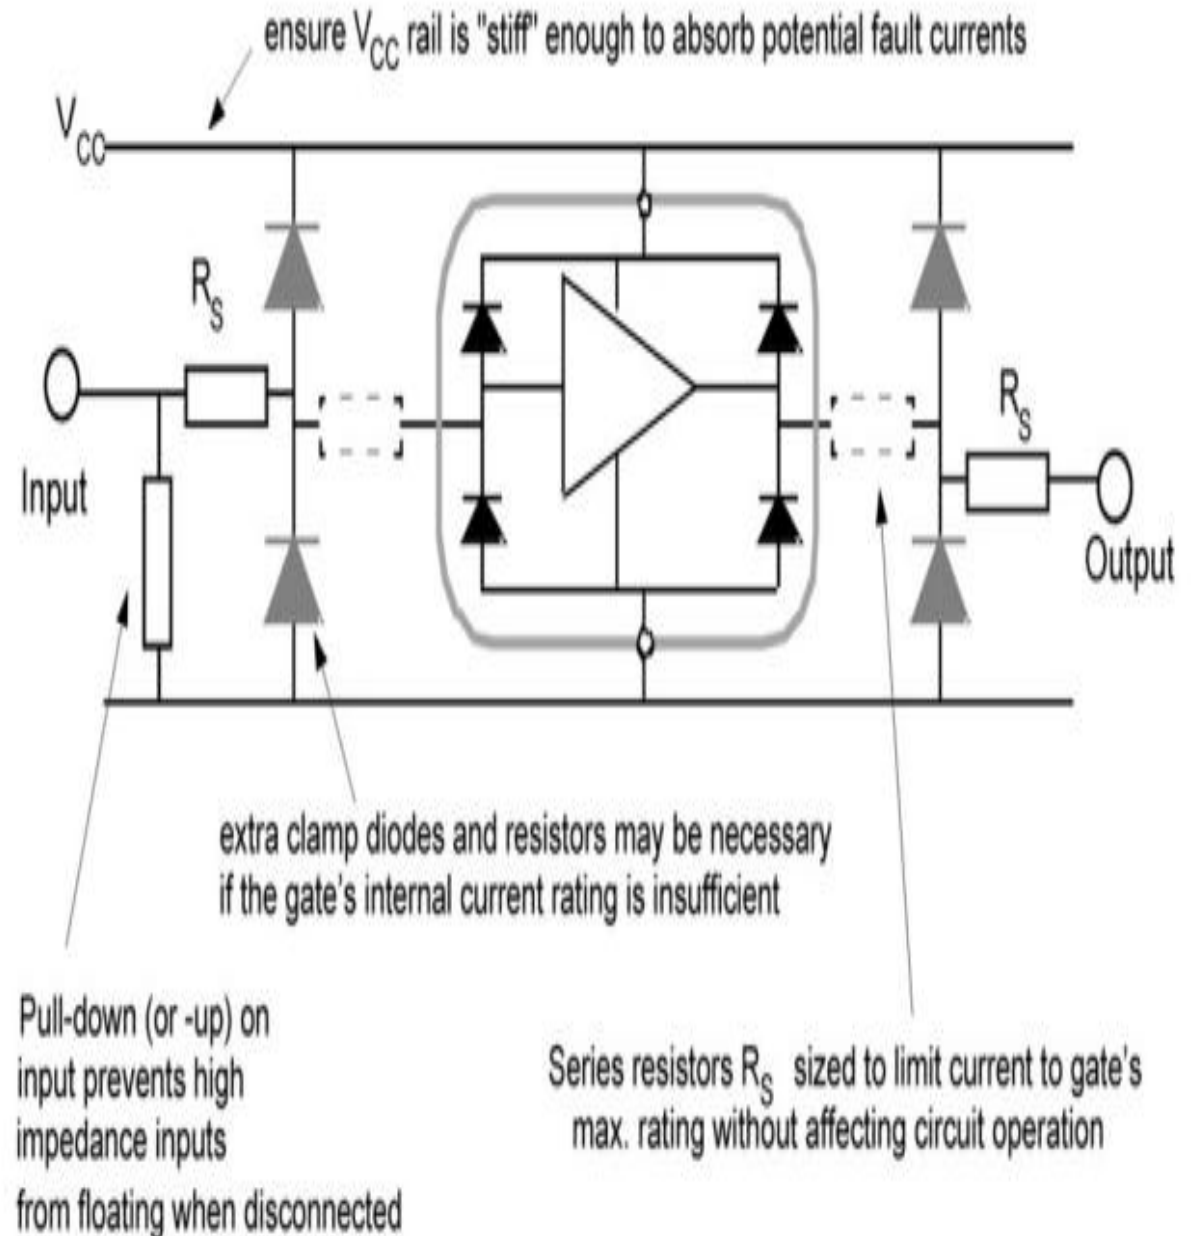 ensure VCC rail is "stiff" enough to absorb potential fault currents
VCC
RS
RS
Input
Output
extra clamp diodes and resistors may be necessary
if the gate's internal current rating is insufficient
Pull-down (or -up) on
input prevents high
impedance inputs
from floating when disconnected
Series resistors RS sized to limit current to gate's
max. rating without affecting circuit operation